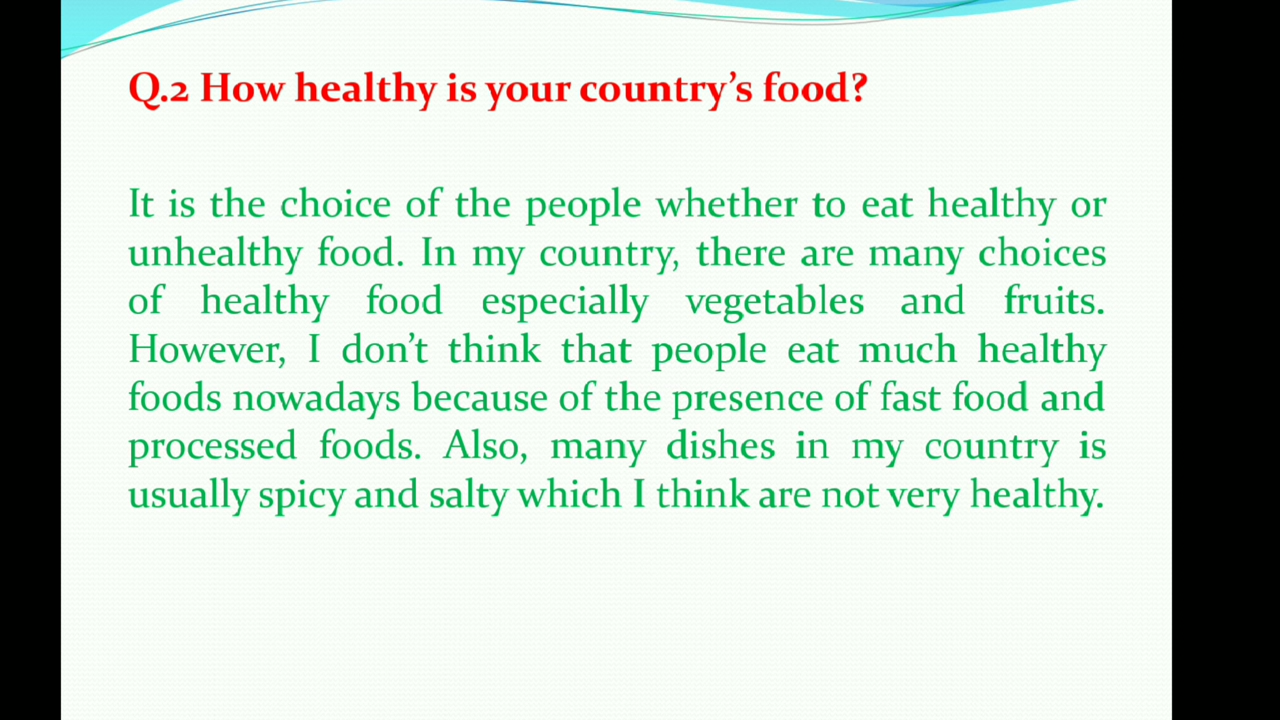 Q.2 How healthy is your country’s food?
It is the choice of the people whether to eat healthy or
unhealthy food. In my country, there are many choices
of healthy food especially vegetables and fruits.
However, I don’t think that people eat much healthy
foods nowadays because of the presence of fast food and
processed foods. Also, many dishes in my country is
usually spicy and salty which I think are not very healthy.